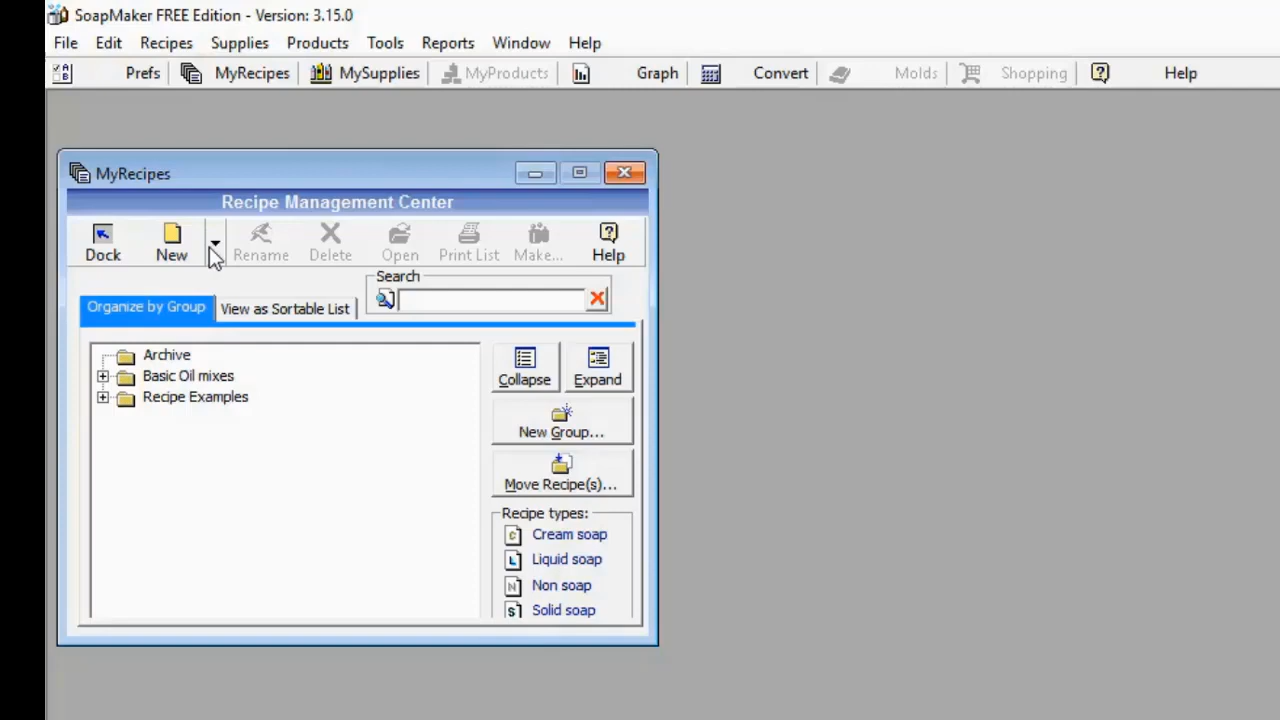 SoapMaker FREE Edition - Version: 3.15.0
File Edit Recipes Supplies Products Tools Reports Window Help
A B Prefs MyRecipes MySupplies MyProducts Graph Convert Molds Shopping ? Help
MyRecipes
Recipe Management Center
Dock New Rename Delete Open Print List Make... ? Help
Search
Organize by Group View as Sortable List
Archive
Basic Oil mixes
Recipe Examples
Collapse Expand
New Group...
Move Recipe(s)...
Recipe types:
c Cream soap
L Liquid soap
N Non soap
S Solid soap